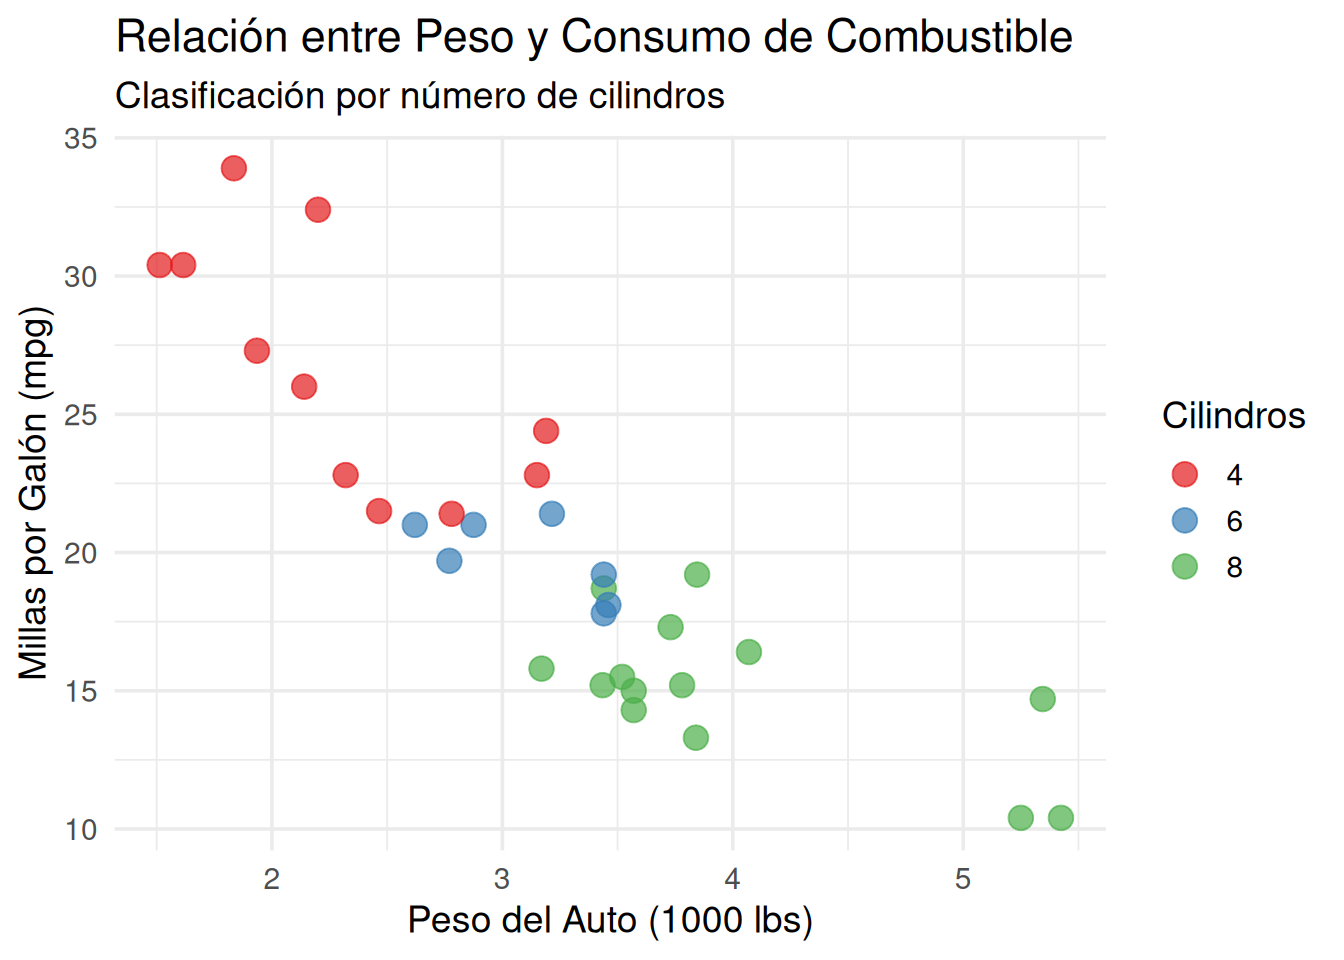 Relación entre Peso y Consumo de Combustible
Clasificación por número de cilindros
Millas por Galón (mpg)
35
30
25
20
15
10
2
3
4
5
Peso del Auto (1000 lbs)
Cilindros
4
6
8